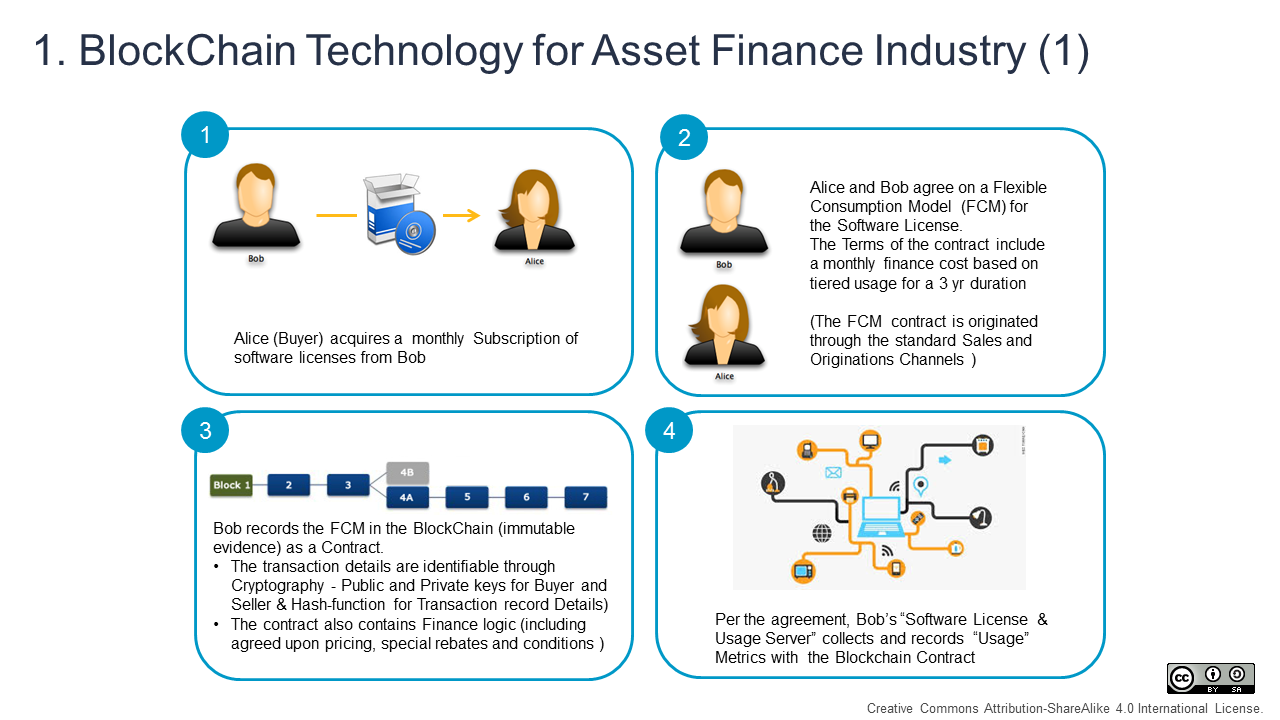 1. BlockChain Technology for Asset Finance Industry (1)
1
Bob
Alice
Alice (Buyer) acquires a monthly Subscription of
software licenses from Bob
2
Bob
Alice
Alice and Bob agree on a Flexible
Consumption Model (FCM) for
the Software License.
The Terms of the contract include
a monthly finance cost based on
tiered usage for a 3 yr duration
(The FCM contract is originated
through the standard Sales and
Originations Channels )
3
Block 1
2
3
4B
4A
5
6
7
Bob records the FCM in the BlockChain (immutable
evidence) as a Contract.
• The transaction details are identifiable through
Cryptography - Public and Private keys for Buyer and
Seller & Hash-function for Transaction record Details)
• The contract also contains Finance logic (including
agreed upon pricing, special rebates and conditions )
4
Per the agreement, Bob's “Software License &
Usage Server” collects and records “Usage”
Metrics with the Blockchain Contract
cc
BY SA
Creative Commons Attribution-ShareAlike 4.0 International License.